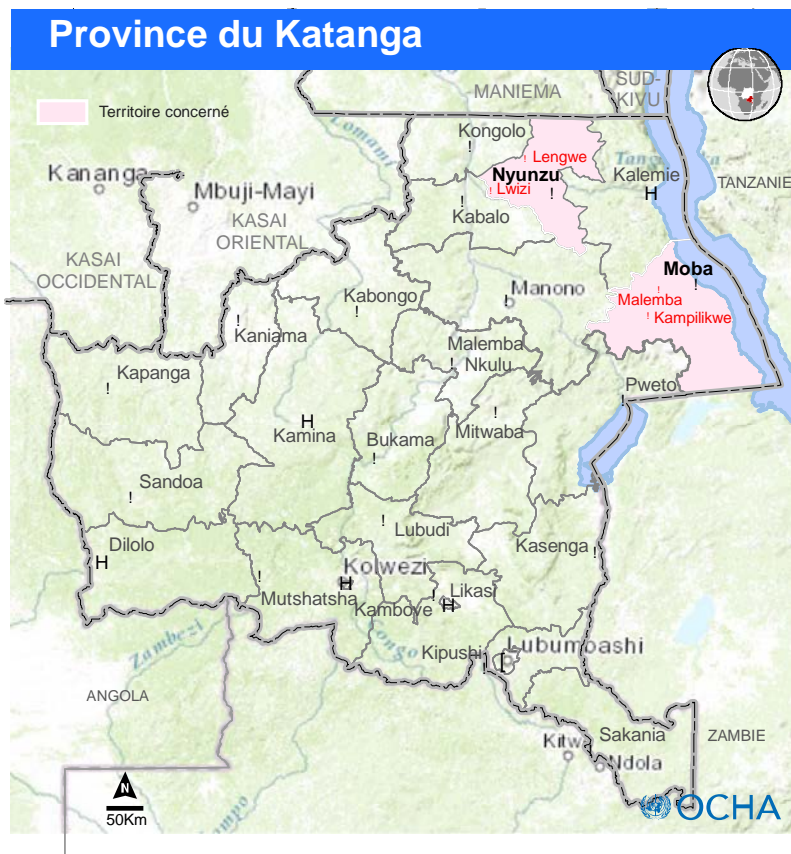 Province du Katanga
SUD-
KIVU
MANIEMA
Territoire concerné
Lomami
Kongolo
Lengwe
Nyunzu
Lwizi
Kalemie
TANZANIE
Kananga
Mbuji-Mayi
Kabalo
KASAI
ORIENTAL
KASAI
OCCIDENTAL
Moba
Malemba
Kampilikwe
Kabongo
Manono
Kaniama
Malemba
Nkulu
Kapanga
Pweto
Kamina
Bukama
Mitwaba
Sandoa
Lubudi
Dilolo
Kasenga
Kolwezi
Likasi
Mutshatsha
Kambove
Zambezi
Congo
Kipushi
Lubumbashi
ANGOLA
Sakania
ZAMBIE
Kitwe
Ndola
N
50Km
OCHA